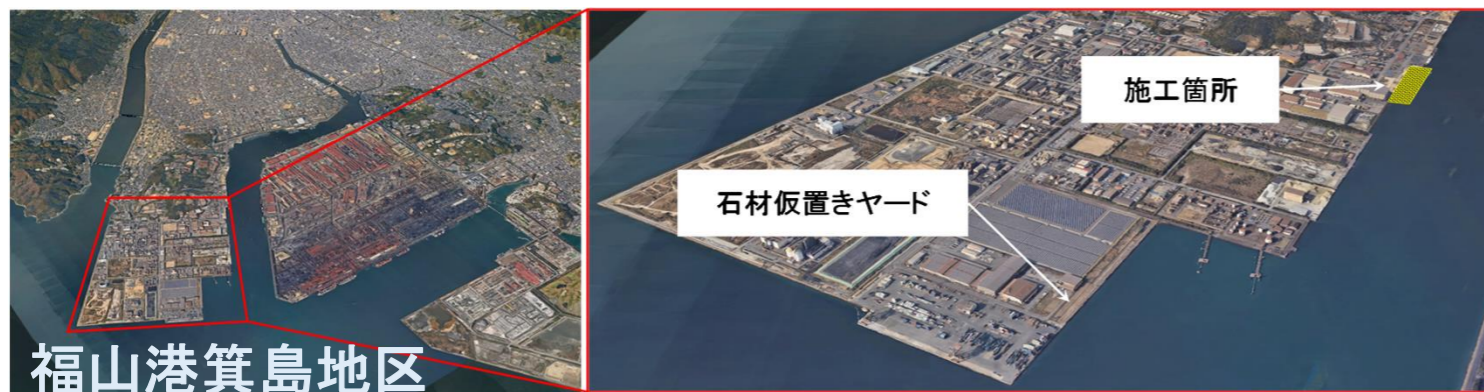 施工箇所
石材仮置きヤード
福山港箕島地区